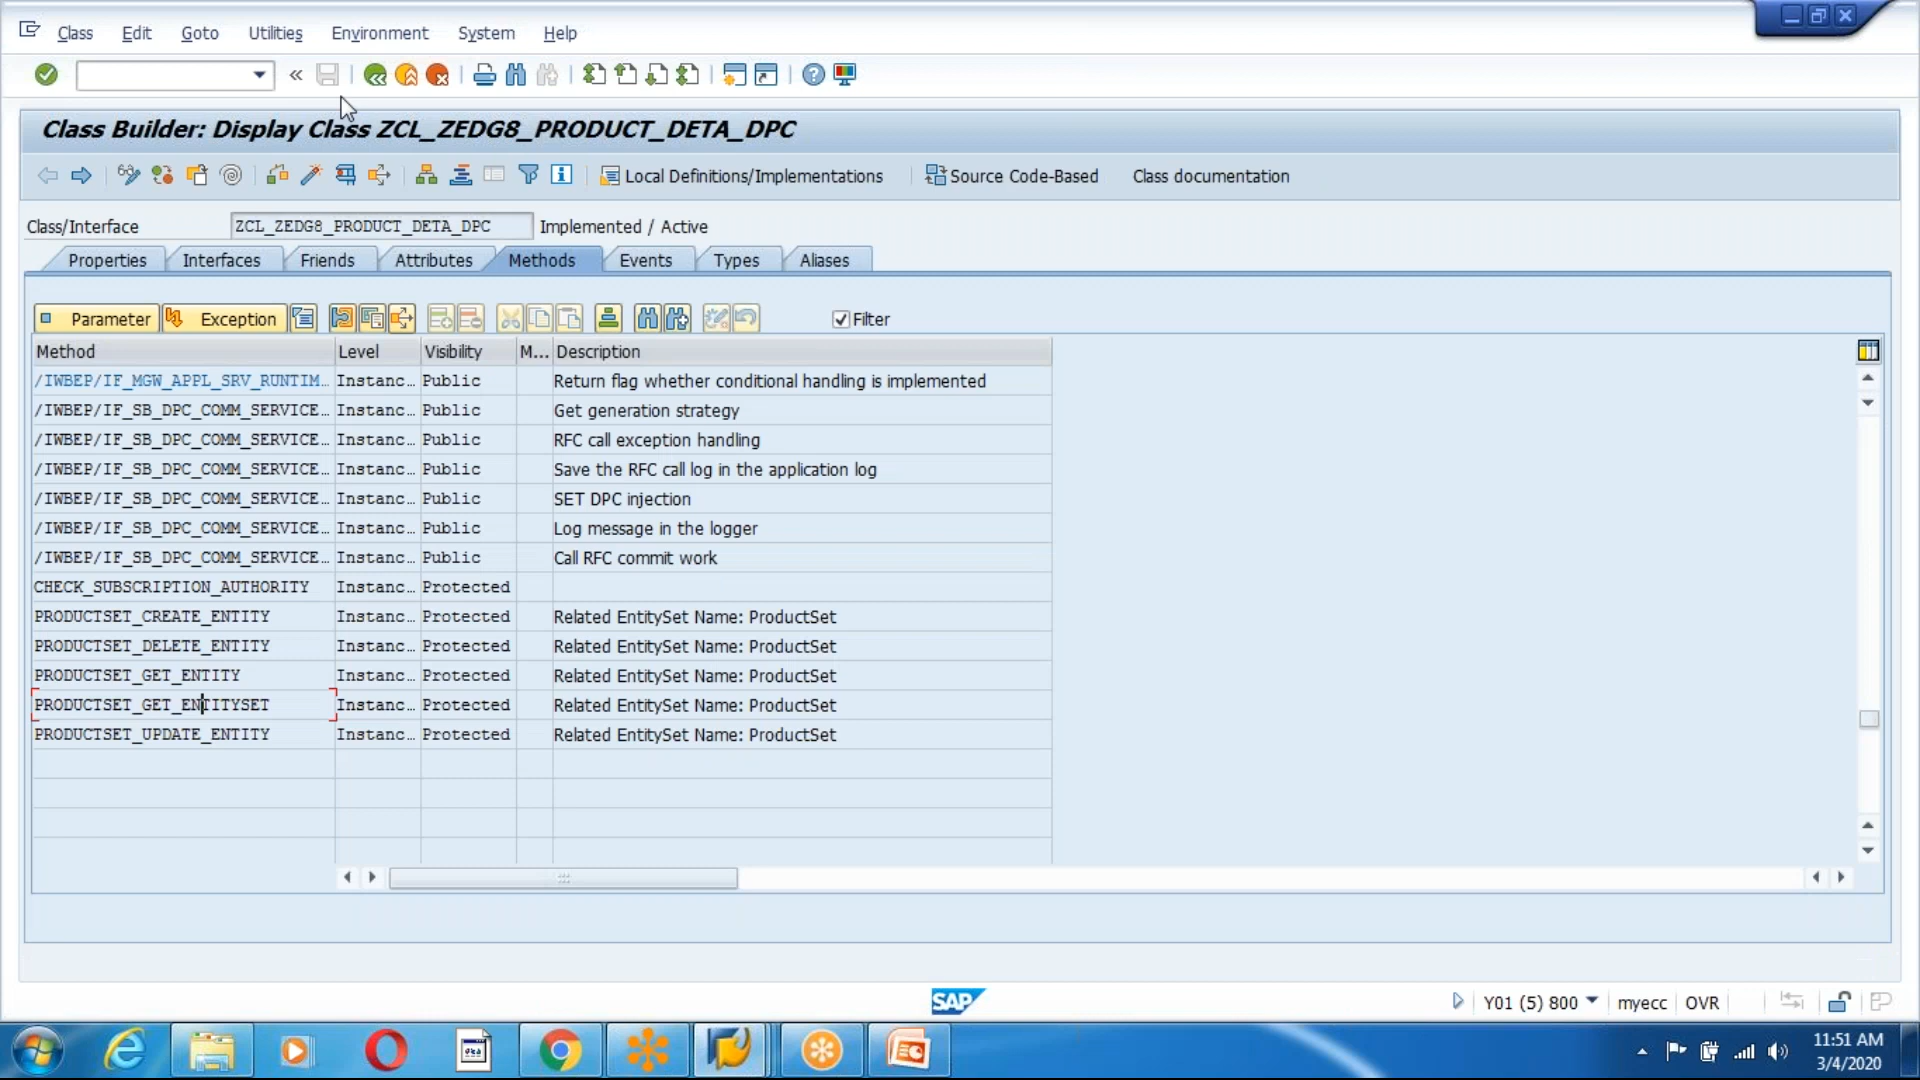 Class Edit Goto Utilities Environment System Help
Class Builder: Display Class ZCL_ZEDG8_PRODUCT_DETA_DPC
Local Definitions/Implementations Source Code-Based Class documentation
Class/Interface ZCL_ZEDG8_PRODUCT_DETA_DPC Implemented / Active
Properties Interfaces Friends Attributes Methods Events Types Aliases
Parameter Exception Filter
Method Level Visibility M... Description
/IWBEP/IF_MGW_APPL_SRV_RUNTIM... Instanc... Public Return flag whether conditional handling is implemented
/IWBEP/IF_SB_DPC_COMM_SERVICE... Instanc... Public Get generation strategy
/IWBEP/IF_SB_DPC_COMM_SERVICE... Instanc... Public RFC call exception handling
/IWBEP/IF_SB_DPC_COMM_SERVICE... Instanc... Public Save the RFC call log in the application log
/IWBEP/IF_SB_DPC_COMM_SERVICE... Instanc... Public SET DPC injection
/IWBEP/IF_SB_DPC_COMM_SERVICE... Instanc... Public Log message in the logger
/IWBEP/IF_SB_DPC_COMM_SERVICE... Instanc... Public Call RFC commit work
CHECK_SUBSCRIPTION_AUTHORITY Instanc... Protected
PRODUCTSET_CREATE_ENTITY Instanc... Protected Related EntitySet Name: ProductSet
PRODUCTSET_DELETE_ENTITY Instanc... Protected Related EntitySet Name: ProductSet
PRODUCTSET_GET_ENTITY Instanc... Protected Related EntitySet Name: ProductSet
PRODUCTSET_GET_ENTITYSET Instanc... Protected Related EntitySet Name: ProductSet
PRODUCTSET_UPDATE_ENTITY Instanc... Protected Related EntitySet Name: ProductSet
SAP Y01 (5) 800 myecc OVR
11:51 AM
3/4/2020